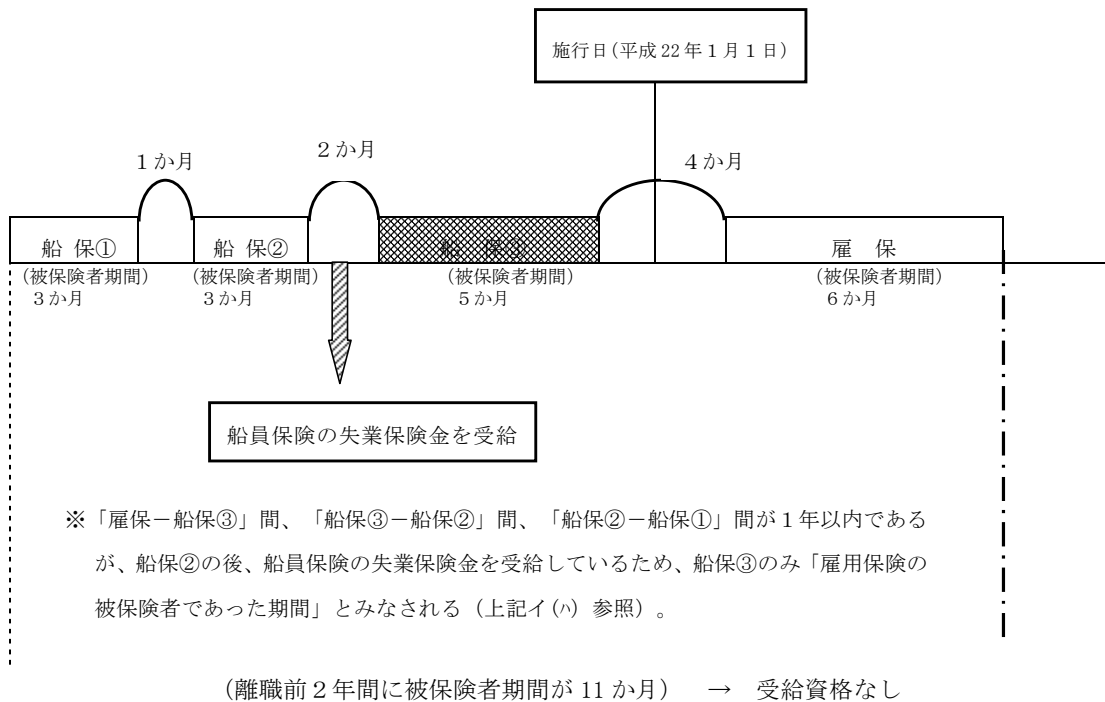 施行日（平成22年１月１日）
１か月
２か月
４か月
船 保①
船 保②
船 保③
雇 保
（被保険者期間）
３か月
（被保険者期間）
３か月
（被保険者期間）
５か月
（被保険者期間）
６か月
船員保険の失業保険金を受給
※「雇保－船保③」間、「船保③－船保②」間、「船保②－船保①」間が１年以内である
が、船保②の後、船員保険の失業保険金を受給しているため、船保③のみ「雇用保険の
被保険者であった期間」とみなされる（上記イ(ハ) 参照）。
（離職前２年間に被保険者期間が 11 か月） → 受給資格なし